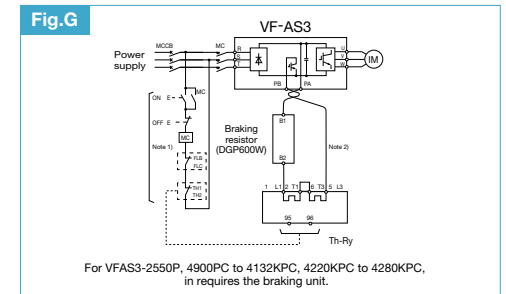 Fig.G
VF-AS3
MCCB
MC
Power
supply
R
S
T
U
V
W
IM
PB
PA
ON E
MC
OFF E
MC
Note 1)
FLB
FLC
TH1
TH2
Braking
resistor
(DGP600W)
B1
B2
Note 2)
1 L1 2 T1 6 T3 5 L3
95 96
Th-Ry
For VFAS3-2550P, 4900PC to 4132KPC, 4220KPC to 4280KPC,
in requires the braking unit.